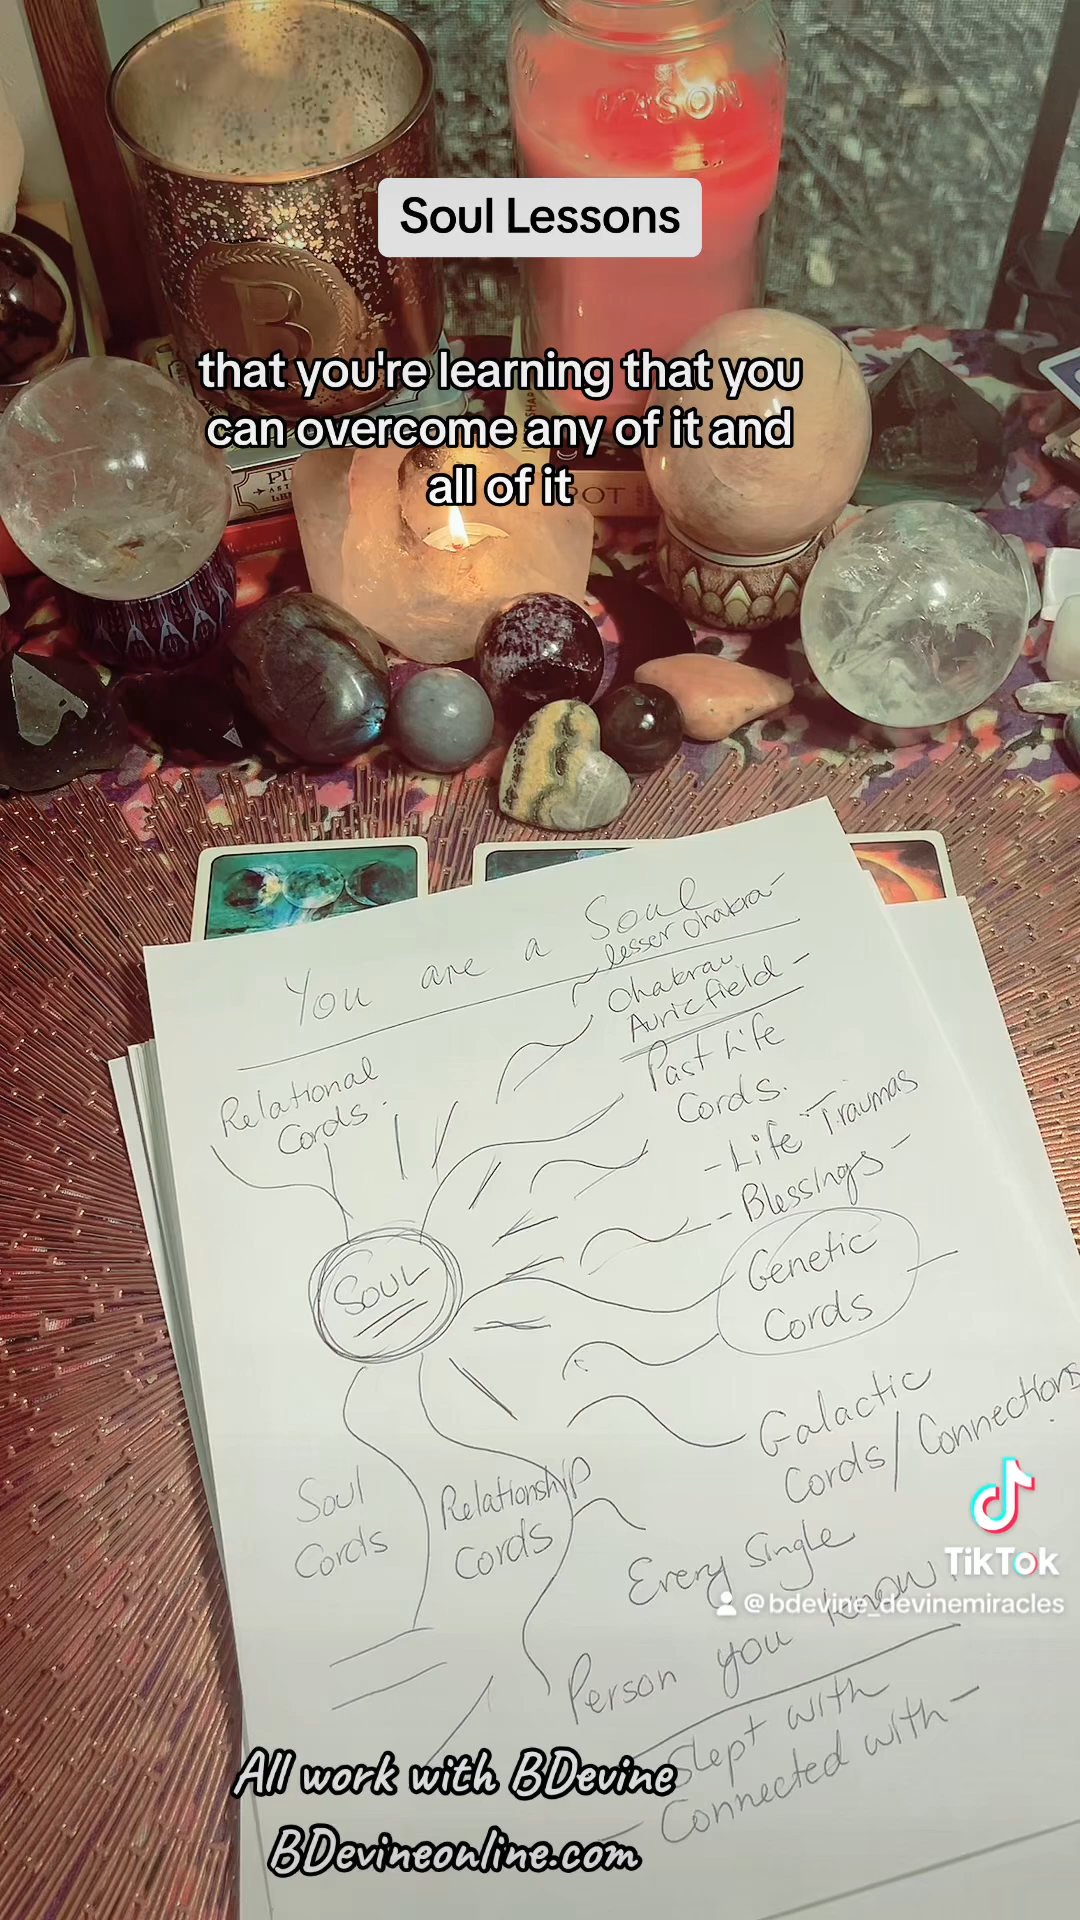 MASON
Soul Lessons
B
that you're learning that you
can overcome any of it and
all of it
You are a Soul
lesser chakra-
Chakras
Auric field -
Relational
Cords.
Past Life
Cords.
- Life Traumas
- Blessings -
SOUL
Genetic
Cords
Galactic
Cords / Connections
Soul
Cords
Relationship
Cords
Every Single
Person you know
Slept with
Connected with -
TikTok
@bdevine_devinemiracles
All work with BDevine
BDevineonline.com